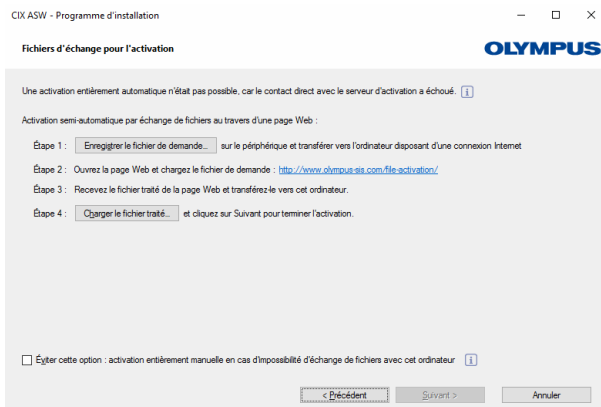 CIX ASW - Programme d'installation
Fichiers d'échange pour l'activation
OLYMPUS
Une activation entièrement automatique n'était pas possible, car le contact direct avec le serveur d'activation a échoué. i
Activation semi-automatique par échange de fichiers au travers d'une page Web :
Étape 1 : Enregistrer le fichier de demande... sur le périphérique et transférer vers l'ordinateur disposant d'une connexion Internet
Étape 2 : Ouvrez la page Web et chargez le fichier de demande : http://www.olympus-sis.com/file-activation/
Étape 3 : Recevez le fichier traité de la page Web et transférez-le vers cet ordinateur.
Étape 4 : Charger le fichier traité... et cliquez sur Suivant pour terminer l'activation.
Éviter cette option : activation entièrement manuelle en cas d'impossibilité d'échange de fichiers avec cet ordinateur i
< Précédent Suivant > Annuler